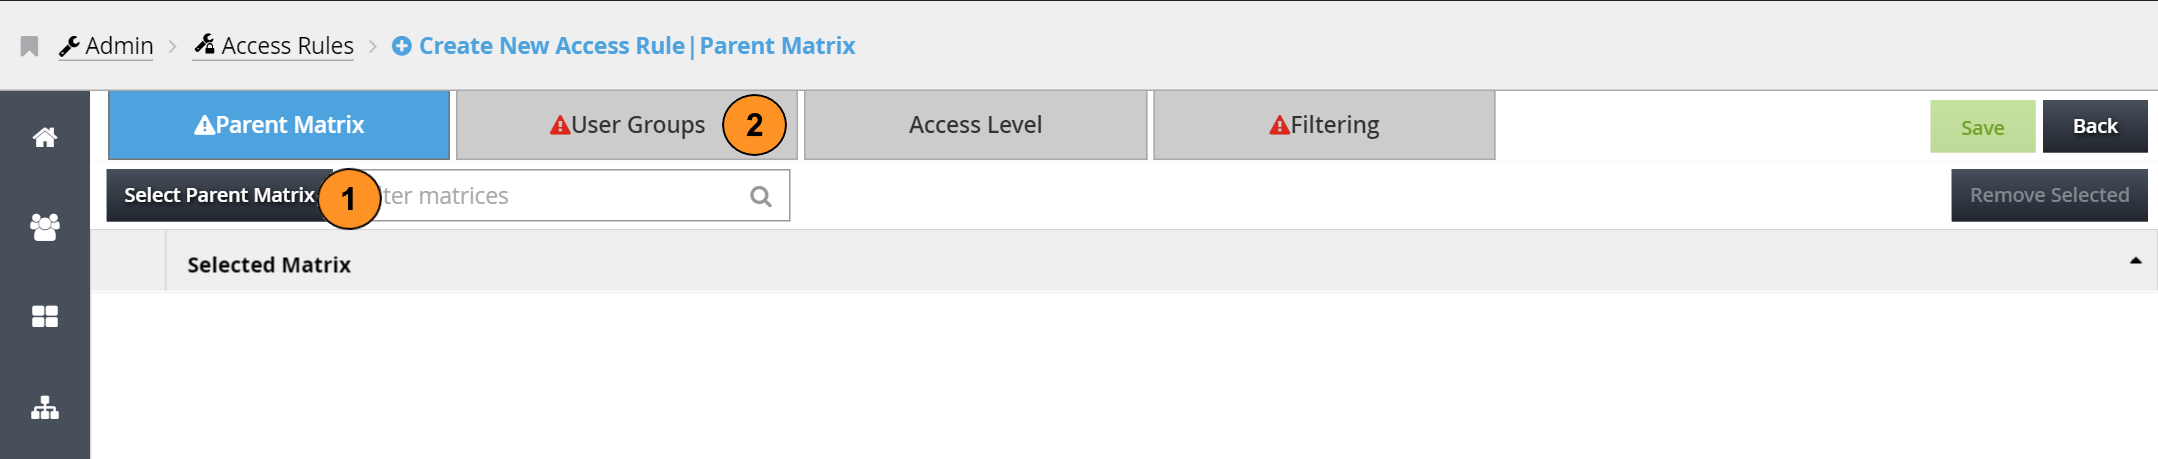 Admin > Access Rules > Create New Access Rule|Parent Matrix
Parent Matrix User Groups 2 Access Level Filtering Save Back
Select Parent Matrix 1 ter matrices Remove Selected
Selected Matrix